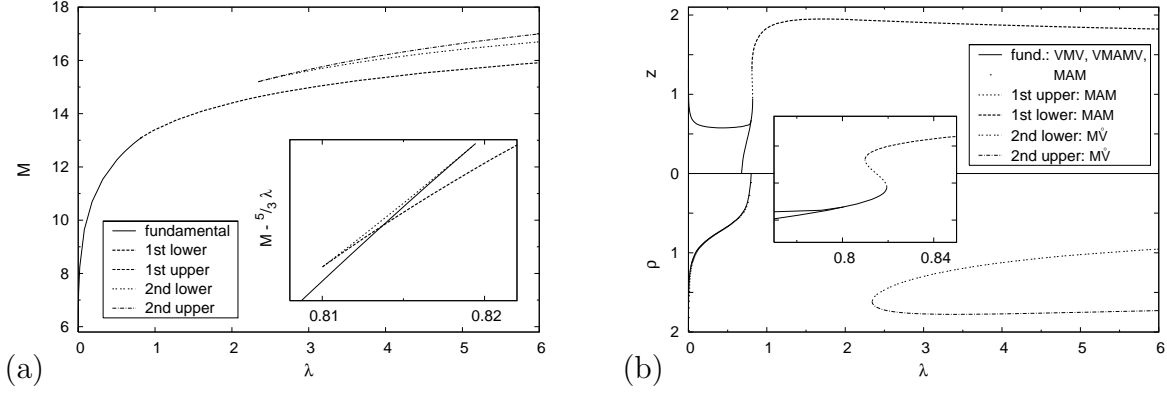 M
18
16
14
12
10
8
6
0 1 2 3 4 5 6
λ
fundamental
1st lower
1st upper
2nd lower
2nd upper
M - 5/3 λ
0.81 0.82
(a)
z
2
1
0
ρ
1
2
0 1 2 3 4 5 6
λ
fund.: VMV, VMAMV,
MAM
1st upper: MAM
1st lower: MAM
2nd lower: MV̊
2nd upper: MV̊
0.8 0.84
(b)